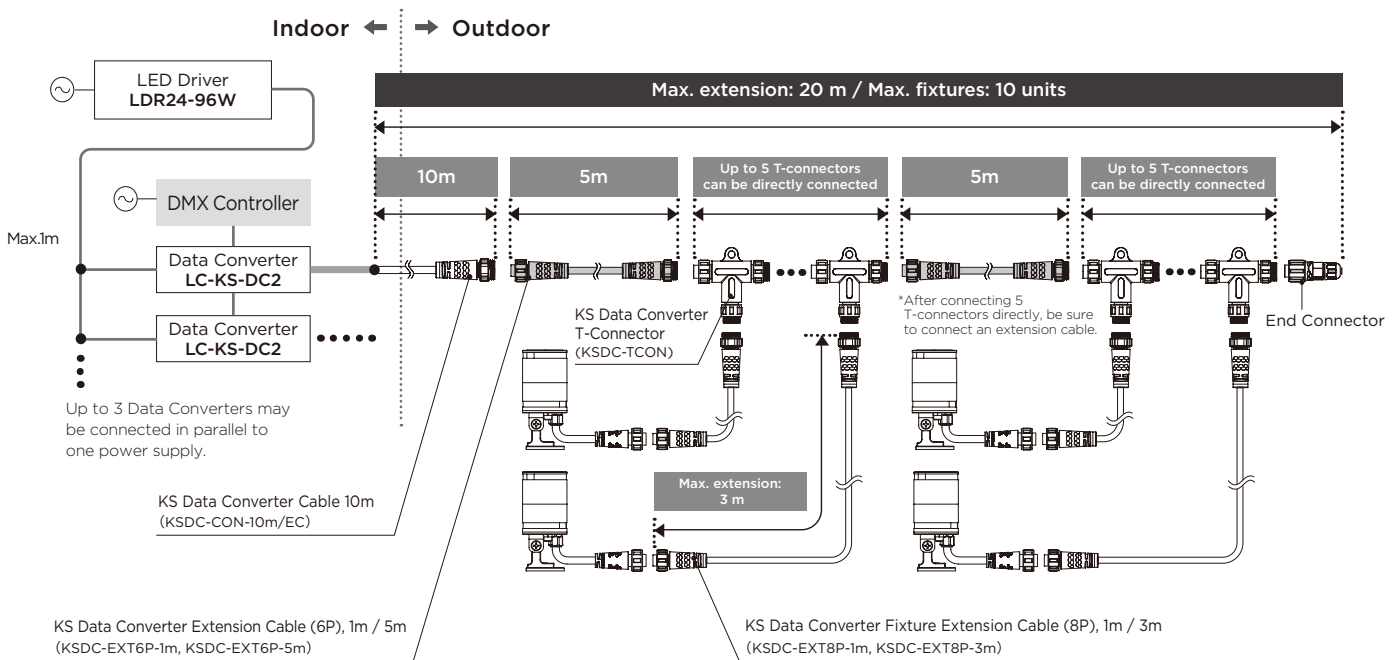 Indoor
Outdoor
LED Driver
LDR24-96W
Max. extension: 20 m / Max. fixtures: 10 units
10m
5m
Up to 5 T-connectors
can be directly connected
5m
Up to 5 T-connectors
can be directly connected
DMX Controller
Max.1m
Data Converter
LC-KS-DC2
Data Converter
LC-KS-DC2
KS Data Converter
T-Connector
(KSDC-TCON)
*After connecting 5
T-connectors directly, be sure
to connect an extension cable.
End Connector
Up to 3 Data Converters may
be connected in parallel to
one power supply.
Max. extension:
3 m
KS Data Converter Cable 10m
(KSDC-CON-10m/EC)
KS Data Converter Extension Cable (6P), 1m / 5m
(KSDC-EXT6P-1m, KSDC-EXT6P-5m)
KS Data Converter Fixture Extension Cable (8P), 1m / 3m
(KSDC-EXT8P-1m, KSDC-EXT8P-3m)